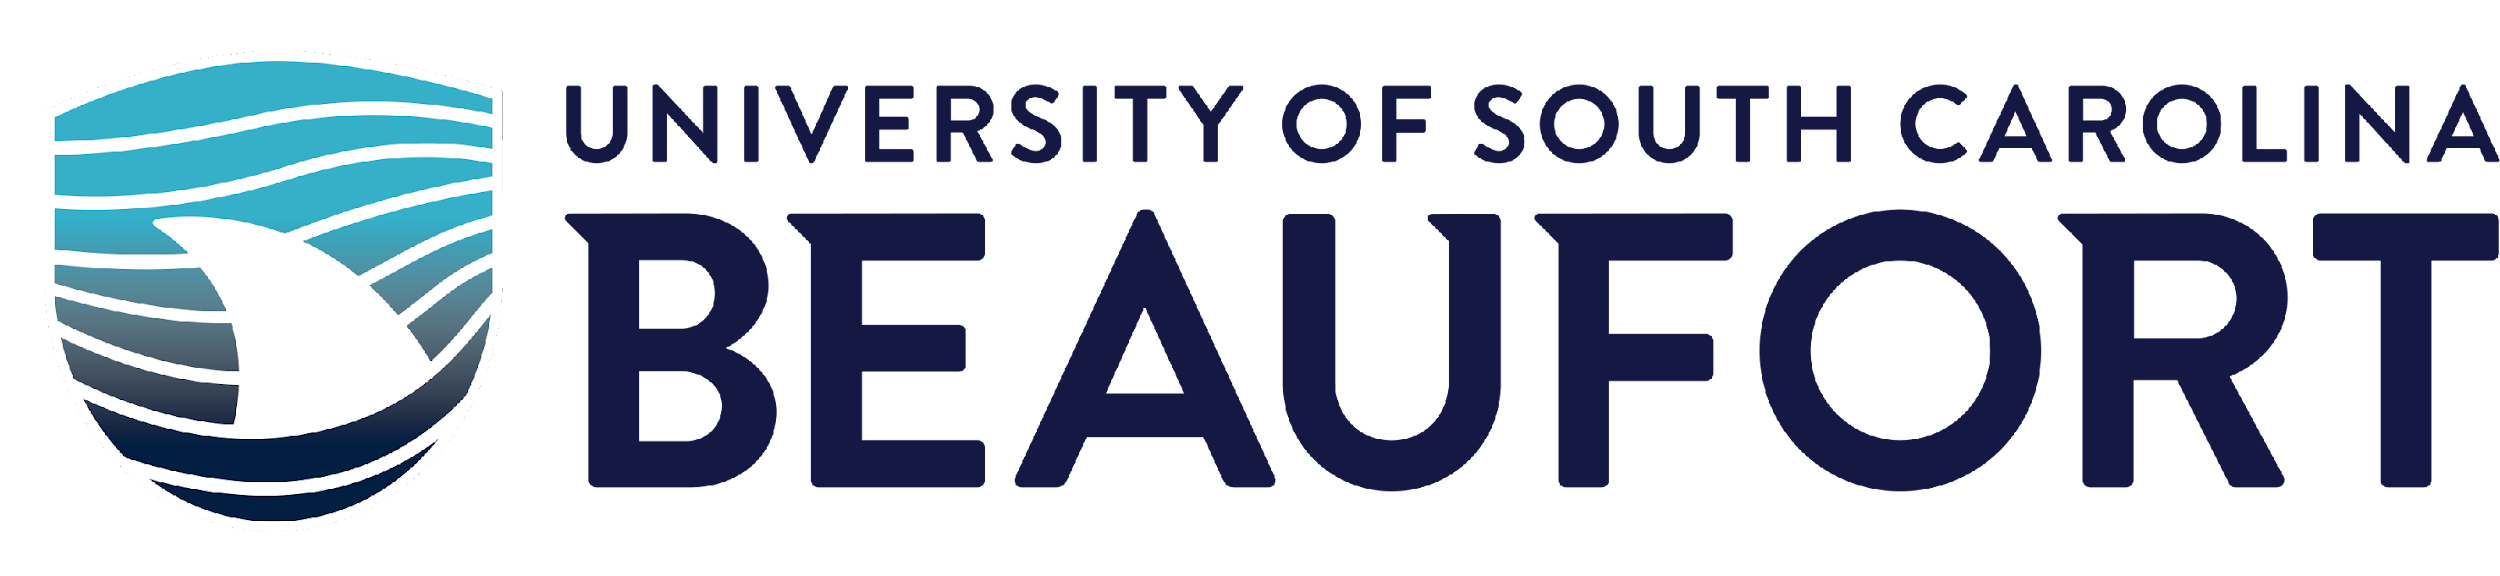 UNIVERSITY OF SOUTH CAROLINA
BEAUFORT